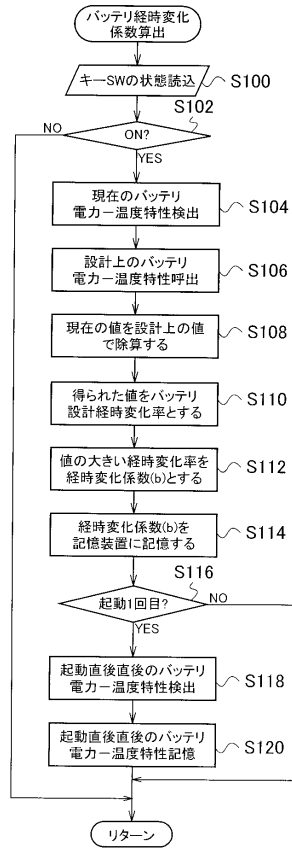 バッテリ経時変化
係数算出
キーSWの状態読込
S100
S102
NO
ON?
YES
現在のバッテリ
電力－温度特性検出
S104
設計上のバッテリ
電力－温度特性呼出
S106
現在の値を設計上の値
で除算する
S108
得られた値をバッテリ
設計経時変化率とする
S110
値の大きい経時変化率を
経時変化係数(b)とする
S112
経時変化係数(b)を
記憶装置に記憶する
S114
S116
起動1回目?
NO
YES
起動直後直後のバッテリ
電力－温度特性検出
S118
起動直後直後のバッテリ
電力－温度特性記憶
S120
リターン